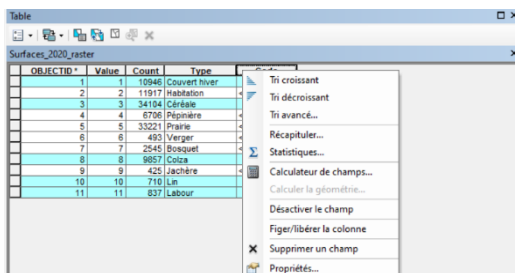 Table
Surfaces_2020_raster
OBJECTID * Value Count Type Code
1 1 10946 Couvert hiver
2 2 11917 Habitation
3 3 34104 Céréale
4 4 6706 Pépinière
5 5 33221 Prairie
6 6 493 Verger
7 7 2545 Bosquet
8 8 9857 Colza
9 9 425 Jachère
10 10 710 Lin
11 11 837 Labour
Tri croissant
Tri décroissant
Tri avancé...
Récapituler...
Statistiques...
Calculateur de champs...
Calculer la géométrie...
Désactiver le champ
Figer/libérer la colonne
Supprimer un champ
Propriétés...